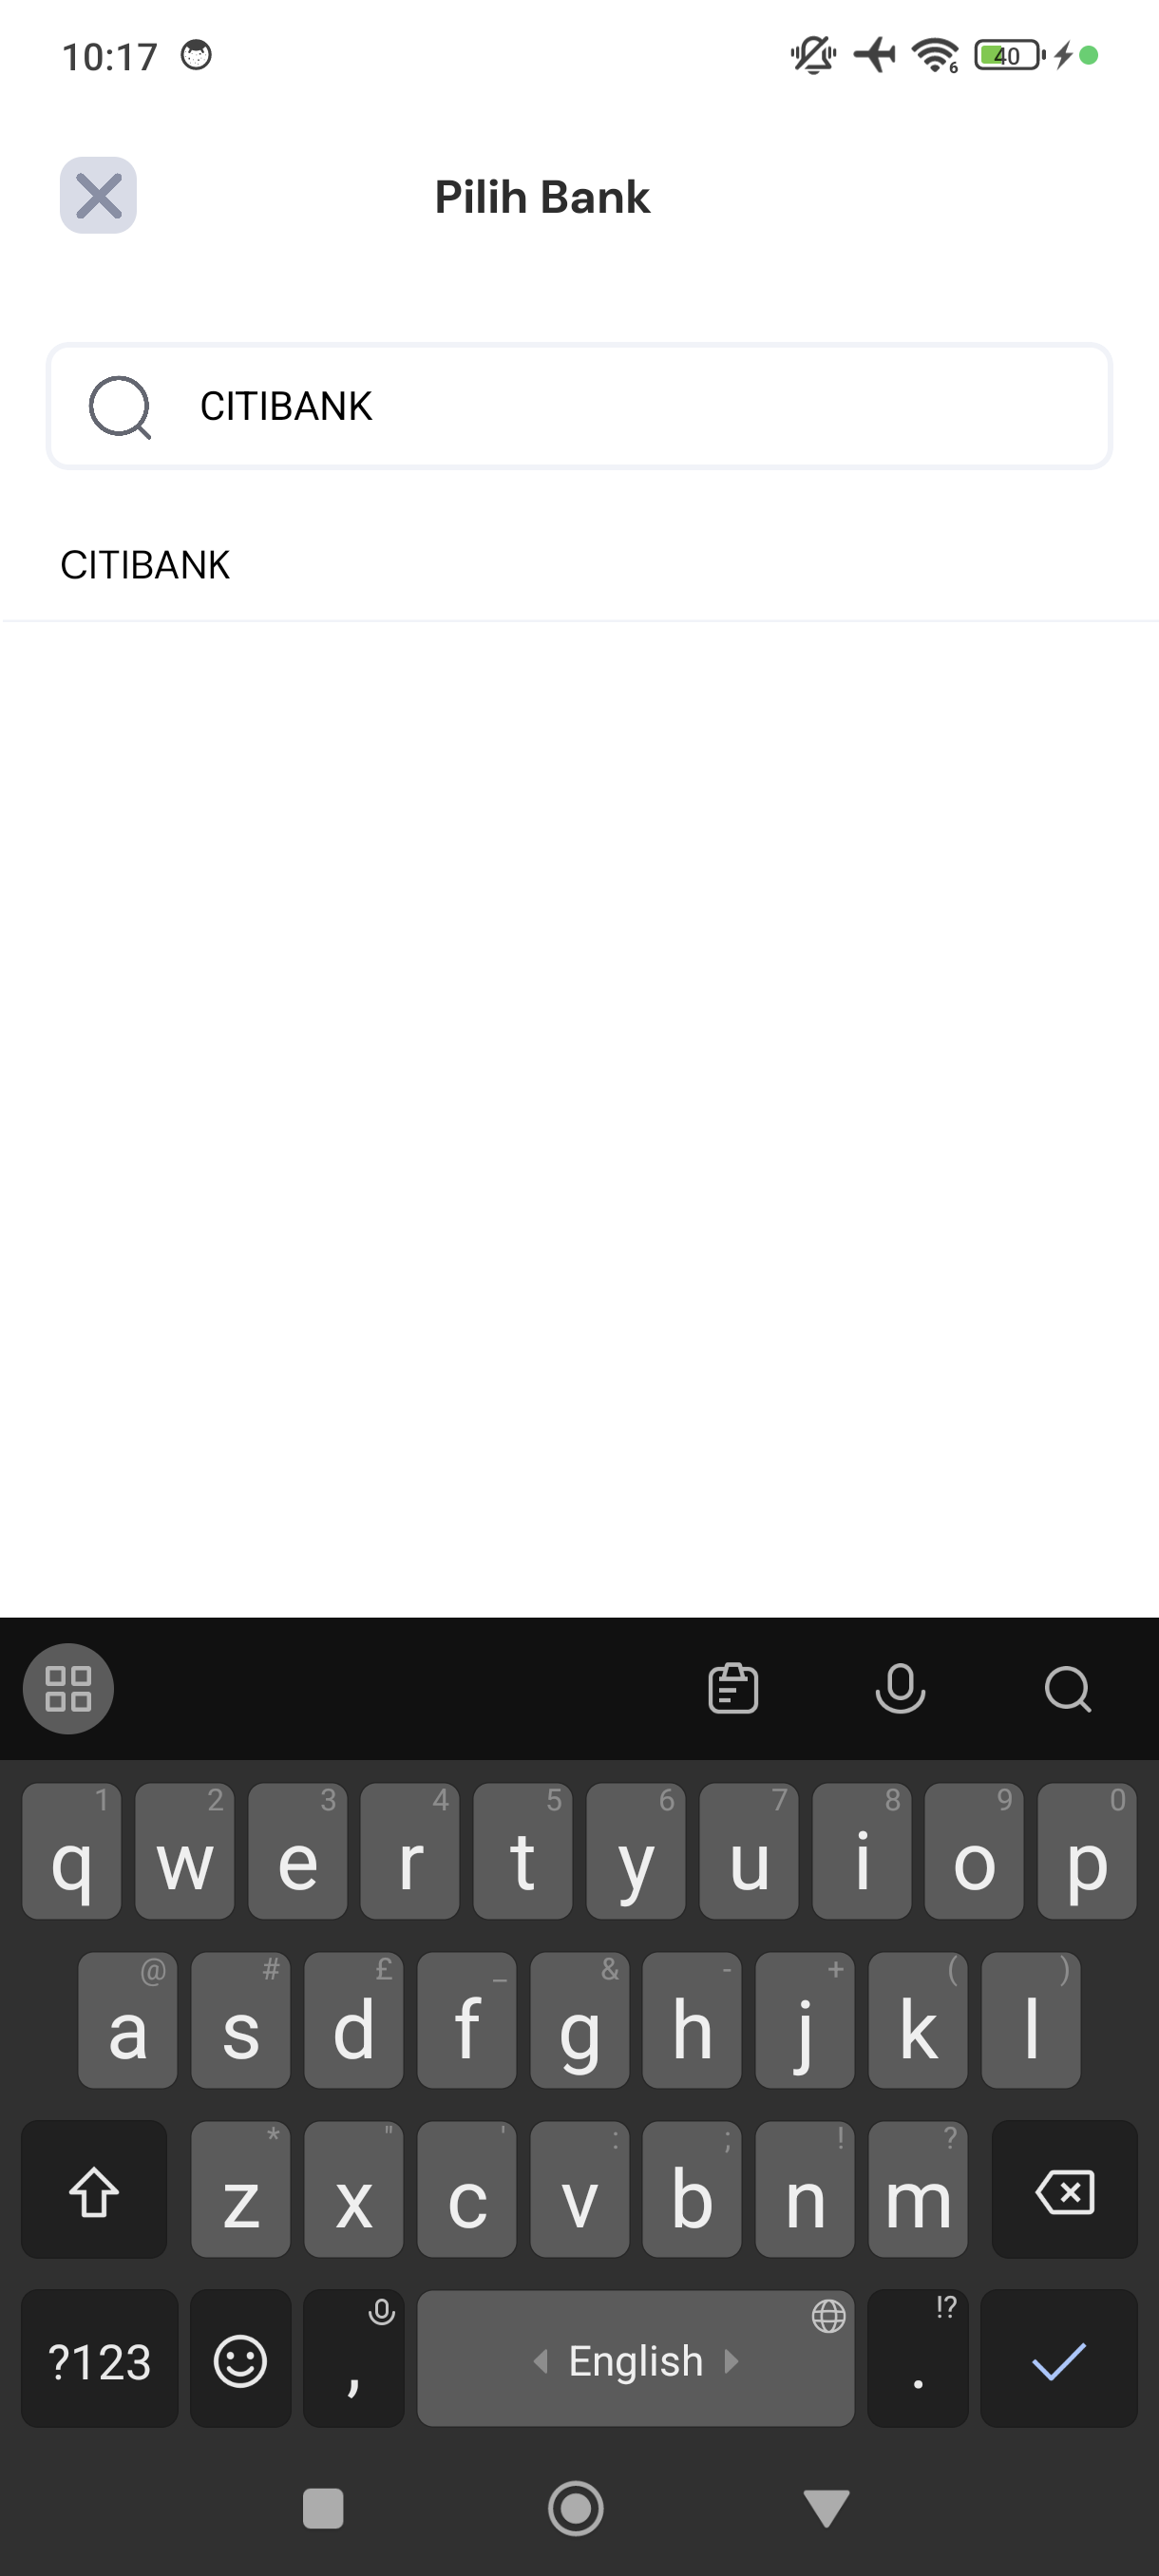 10:17
6
40
Pilih Bank
CITIBANK
CITIBANK
1 2 3 4 5 6 7 8 9 0
q w e r t y u i o p
@ # £ _ & - + ( )
a s d f g h j k l
* " ' : ; ! ?
z x c v b n m
!?
?123 , English .